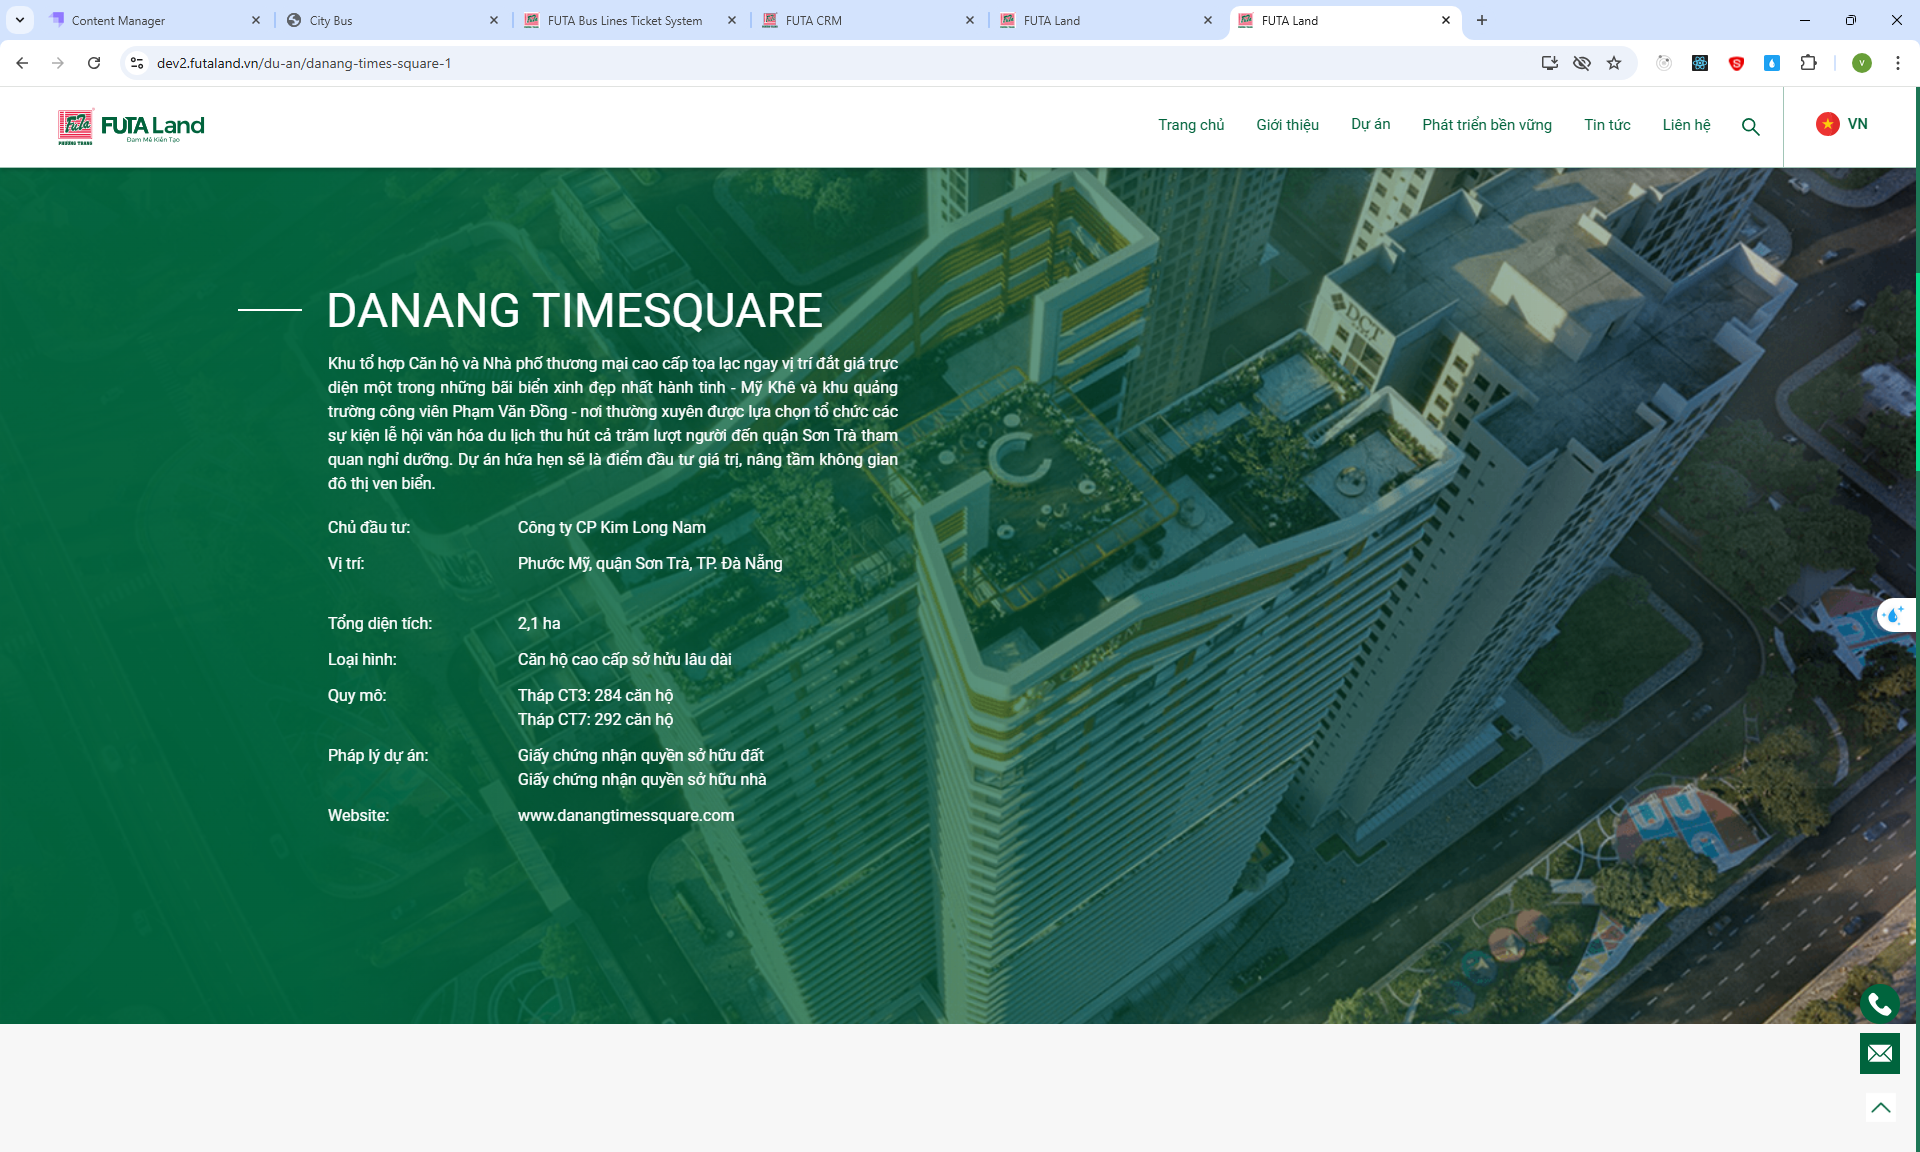 Content Manager
City Bus
FUTA Bus Lines Ticket System
FUTA CRM
FUTA Land
FUTA Land
dev2.futaland.vn/du-an/danang-times-square-1
V
FUTA
PHƯƠNG TRANG
FUTA Land
Đam Mê Kiến Tạo
Trang chủ
Giới thiệu
Dự án
Phát triển bền vững
Tin tức
Liên hệ
VN
DCT
DANANG TIMESQUARE
Khu tổ hợp Căn hộ và Nhà phố thương mại cao cấp tọa lạc ngay vị trí đắt giá trực
diện một trong những bãi biển xinh đẹp nhất hành tinh - Mỹ Khê và khu quảng
trường công viên Phạm Văn Đồng - nơi thường xuyên được lựa chọn tổ chức các
sự kiện lễ hội văn hóa du lịch thu hút cả trăm lượt người đến quận Sơn Trà tham
quan nghỉ dưỡng. Dự án hứa hẹn sẽ là điểm đầu tư giá trị, nâng tầm không gian
đô thị ven biển.
Chủ đầu tư: Công ty CP Kim Long Nam
Vị trí: Phước Mỹ, quận Sơn Trà, TP. Đà Nẵng
Tổng diện tích: 2,1 ha
Loại hình: Căn hộ cao cấp sở hửu lâu dài
Quy mô: Tháp CT3: 284 căn hộ
Tháp CT7: 292 căn hộ
Pháp lý dự án: Giấy chứng nhận quyền sở hữu đất
Giấy chứng nhận quyền sở hữu nhà
Website: www.danangtimessquare.com